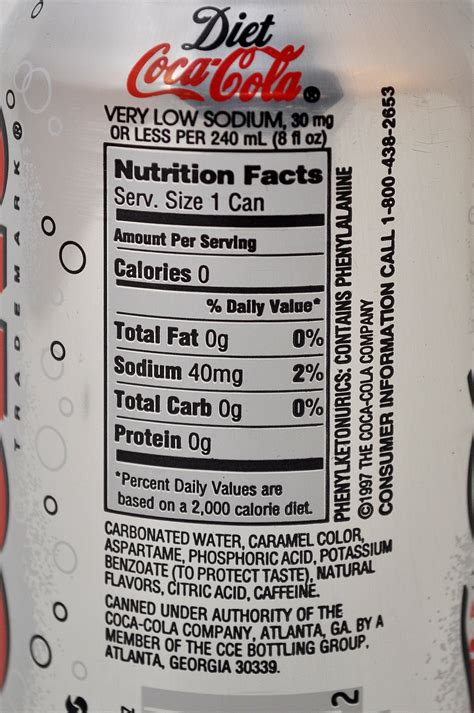 Diet
Coca-Cola®
VERY LOW SODIUM, 30 mg
OR LESS PER 240 mL (8 fl oz)
Nutrition Facts
Serv. Size 1 Can
Amount Per Serving
Calories 0
% Daily Value*
Total Fat 0g 0%
Sodium 40mg 2%
Total Carb 0g 0%
Protein 0g
*Percent Daily Values are
based on a 2,000 calorie diet.
PHENYLKETONURICS: CONTAINS PHENYLALANINE
©1997 THE COCA-COLA COMPANY
CONSUMER INFORMATION CALL 1-800-438-2653
CARBONATED WATER, CARAMEL COLOR,
ASPARTAME, PHOSPHORIC ACID, POTASSIUM
BENZOATE (TO PROTECT TASTE), NATURAL
FLAVORS, CITRIC ACID, CAFFEINE.
CANNED UNDER AUTHORITY OF THE
COCA-COLA COMPANY, ATLANTA, GA. BY A
MEMBER OF THE CCE BOTTLING GROUP,
ATLANTA, GEORGIA 30339.
TRADEMARK®
2